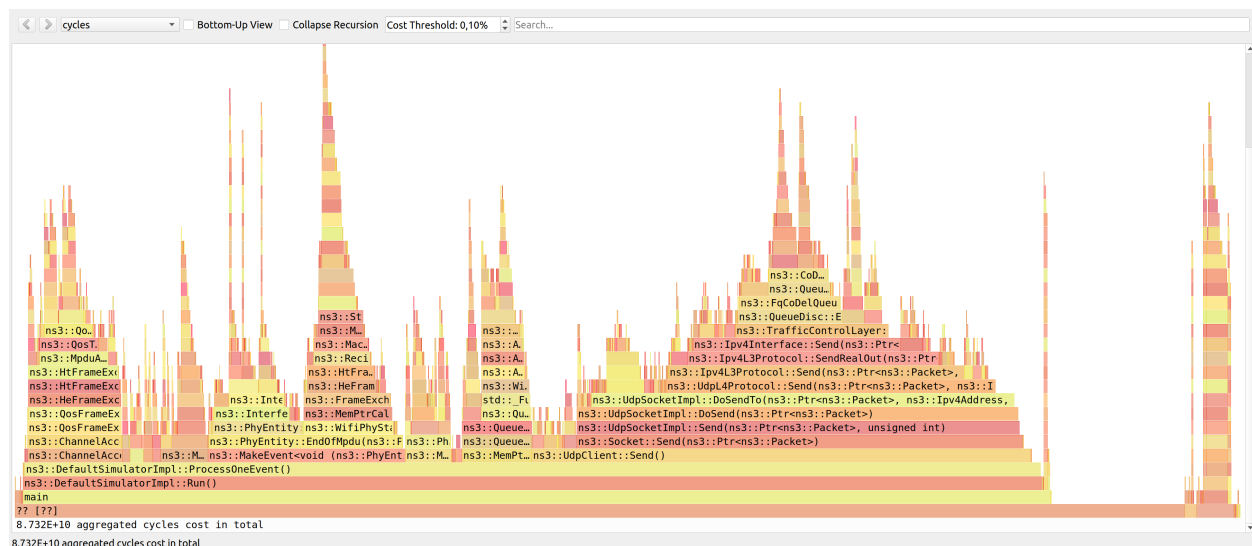 cycles Bottom-Up View Collapse Recursion Cost Threshold: 0,10% Search...
ns3::CoD…
ns3::Queu…
ns3::FqCoDelQueu
ns3::St ns3::QueueDisc::E
ns3::Qo… ns3::M… ns3::… ns3::TrafficControlLayer:
ns3::QosT… ns3::Mac… ns3::A… ns3::Ipv4Interface::Send(ns3::Ptr<
ns3::MpduA… ns3::Reci ns3::A… ns3::Ipv4L3Protocol::SendRealOut(ns3::Ptr
ns3::HtFrameExc ns3::HtFra… ns3::A… ns3::Ipv4L3Protocol::Send(ns3::Ptr<ns3::Packet>,
ns3::HtFrameExc ns3::HeFram ns3::Wi… ns3::UdpL4Protocol::Send(ns3::Ptr<ns3::Packet>, ns3::I
ns3::HeFrameExc ns3::Inte ns3::FrameExch std::_Fu ns3::UdpSocketImpl::DoSendTo(ns3::Ptr<ns3::Packet>, ns3::Ipv4Address,
ns3::QosFrameEx ns3::Interfe ns3::MemPtrCal ns3::Qu… ns3::UdpSocketImpl::DoSend(ns3::Ptr<ns3::Packet>)
ns3::QosFrameEx ns3::PhyEntity ns3::WifiPhySta ns3::Queue… ns3::UdpSocketImpl::Send(ns3::Ptr<ns3::Packet>, unsigned int)
ns3::ChannelAcc ns3::PhyEntity::EndOfMpdu(ns3::P ns3::Ph ns3::Queue… ns3::Socket::Send(ns3::Ptr<ns3::Packet>)
ns3::ChannelAcc ns3::M… ns3::MakeEvent<void (ns3::PhyEnt ns3::M… ns3::MemPt… ns3::UdpClient::Send()
ns3::DefaultSimulatorImpl::ProcessOneEvent()
ns3::DefaultSimulatorImpl::Run()
main
?? [??]
8.732E+10 aggregated cycles cost in total
8.732E+10 aggregated cycles cost in total